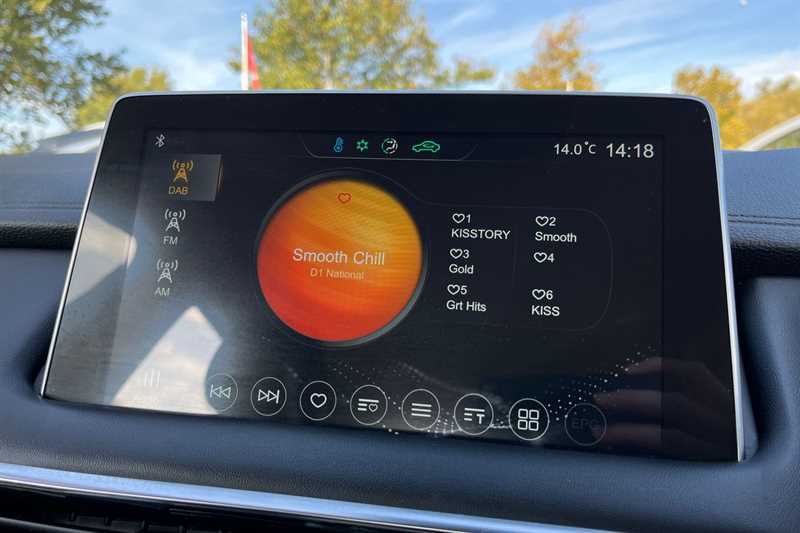 14.0°C 14:18
DAB
FM
AM
Smooth Chill
D1 National
1
KISSTORY
2
Smooth
3
Gold
4
5
Grt Hits
6
KISS
T
EPG